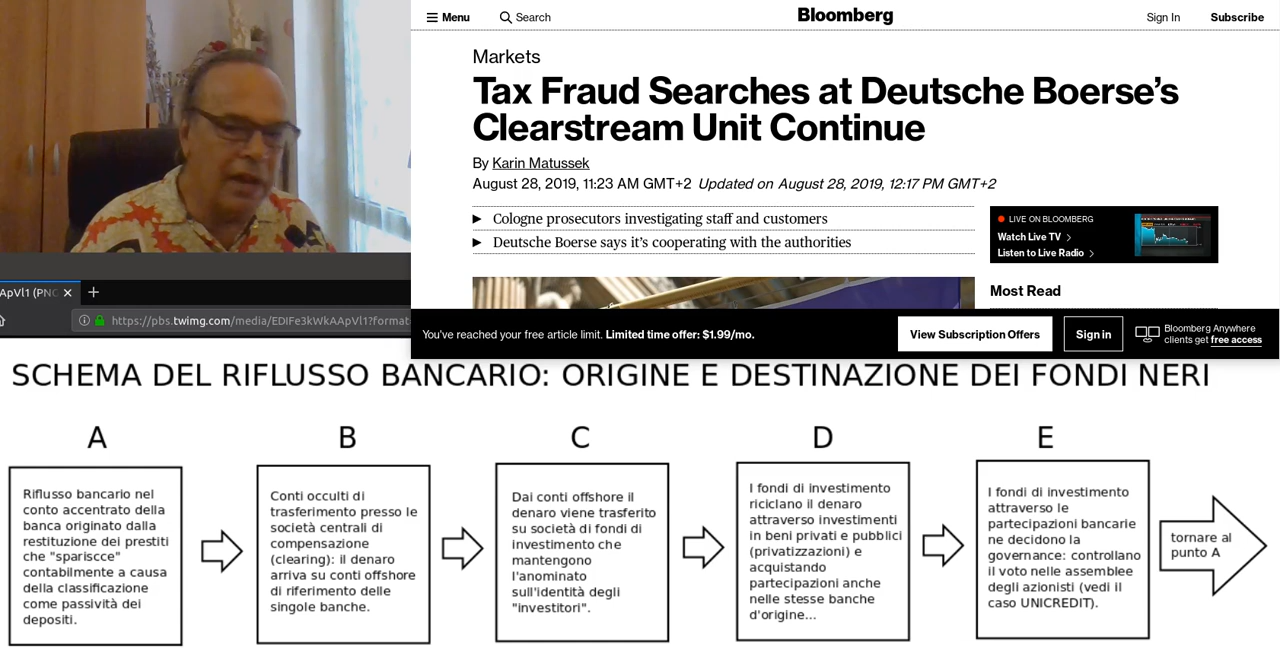 Menu
Search
Bloomberg
Sign In
Subscribe
Markets
Tax Fraud Searches at Deutsche Boerse’s
Clearstream Unit Continue
By Karin Matussek
August 28, 2019, 11:23 AM GMT+2 Updated on August 28, 2019, 12:17 PM GMT+2
Cologne prosecutors investigating staff and customers
Deutsche Boerse says it’s cooperating with the authorities
LIVE ON BLOOMBERG
Watch Live TV
Listen to Live Radio
Most Read
You've reached your free article limit. Limited time offer: $1.99/mo.
View Subscription Offers
Sign in
Bloomberg Anywhere
clients get free access
ApVl1 (PNG
https://pbs.twimg.com/media/EDIFe3kWkAApVl1?format
SCHEMA DEL RIFLUSSO BANCARIO: ORIGINE E DESTINAZIONE DEI FONDI NERI
A
Riflusso bancario nel
conto accentrato della
banca originato dalla
restituzione dei prestiti
che "spariscce"
contabilmente a causa
della classificazione
come passività dei
depositi.
B
Conti occulti di
trasferimento presso le
società centrali di
compensazione
(clearing): il denaro
arriva su conti offshore
di riferimento delle
singole banche.
C
Dai conti offshore il
denaro viene trasferito
su società di fondi di
investimento che
mantengono
l'anominato
sull'identità degli
"investitori".
D
I fondi di investimento
riciclano il denaro
attraverso investimenti
in beni privati e pubblici
(privatizzazioni) e
acquistando
partecipazioni anche
nelle stesse banche
d'origine...
E
I fondi di investimento
attraverso le
partecipazioni bancarie
ne decidono la
governance: controllano
il voto nelle assemblee
degli azionisti (vedi il
caso UNICREDIT).
tornare al
punto A